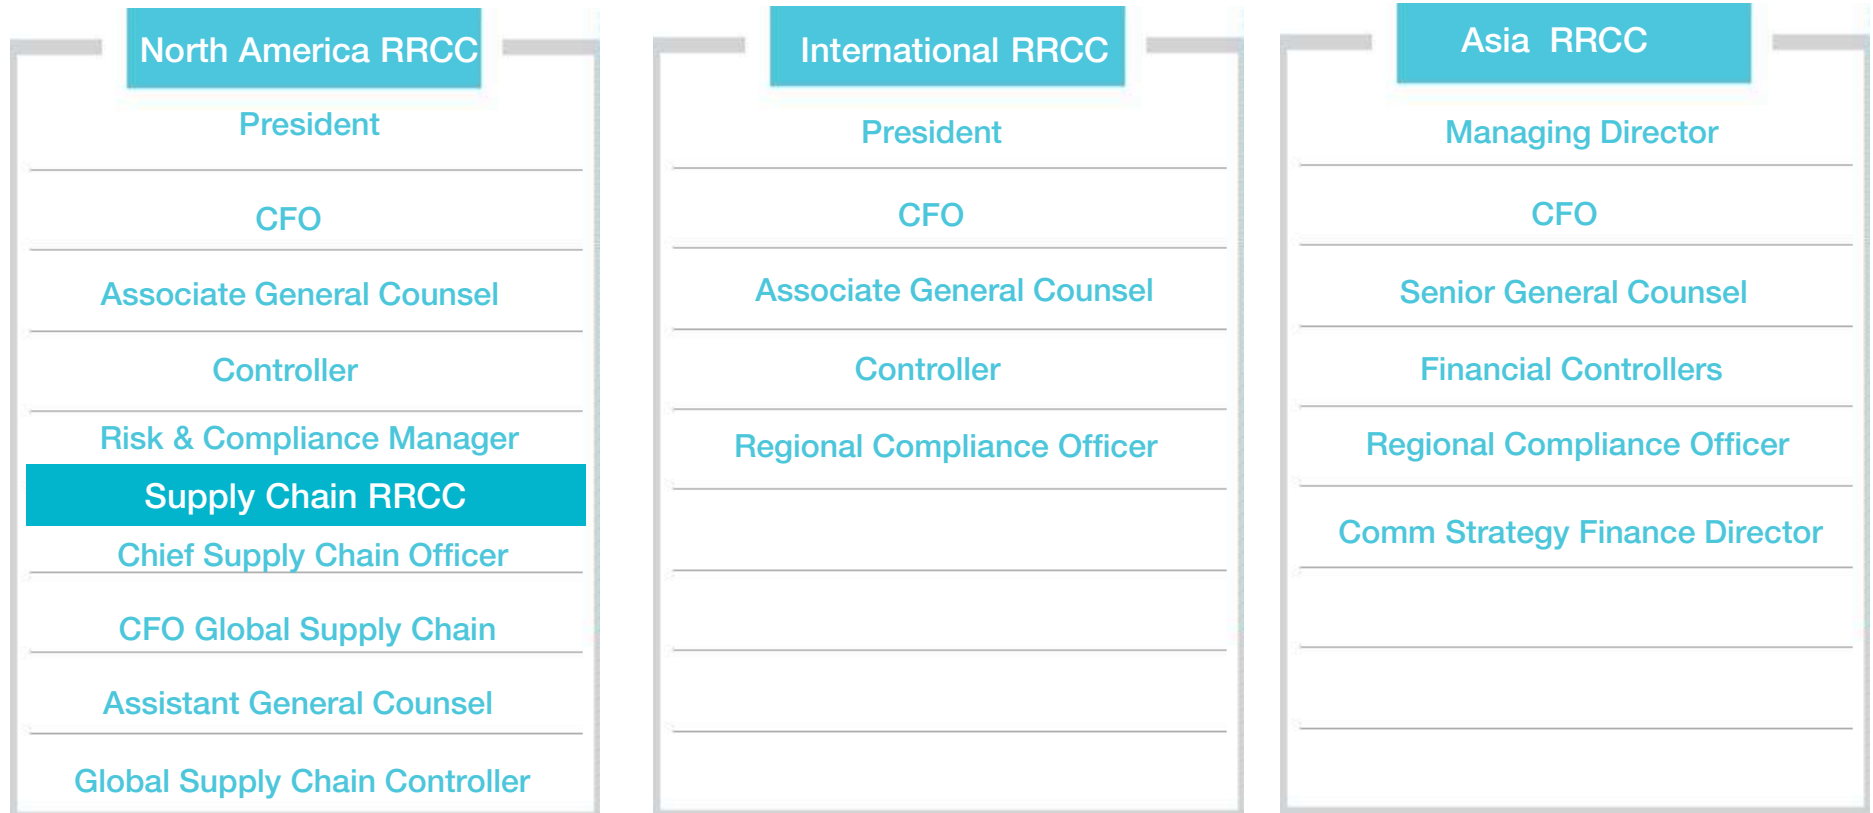 North America RRCC
President
CFO
Associate General Counsel
Controller
Risk & Compliance Manager
Supply Chain RRCC
Chief Supply Chain Officer
CFO Global Supply Chain
Assistant General Counsel
Global Supply Chain Controller
International RRCC
President
CFO
Associate General Counsel
Controller
Regional Compliance Officer
Asia RRCC
Managing Director
CFO
Senior General Counsel
Financial Controllers
Regional Compliance Officer
Comm Strategy Finance Director